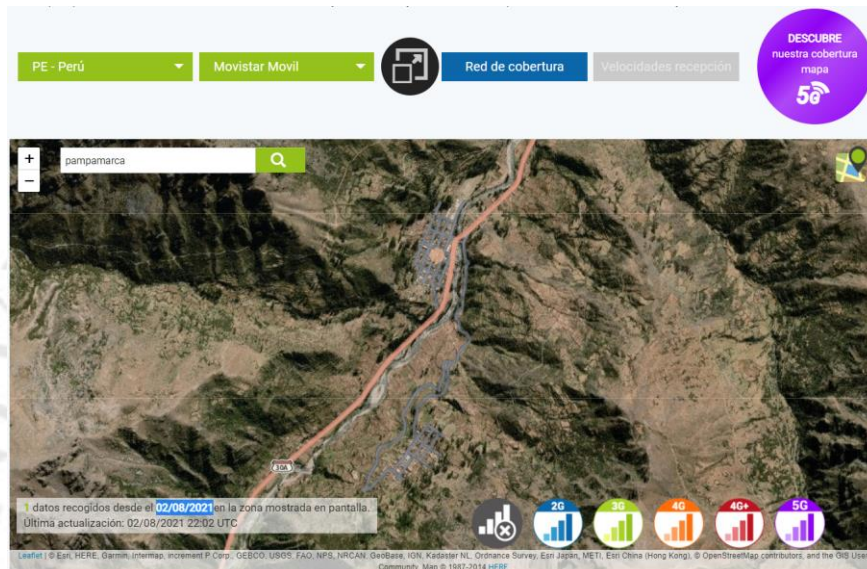 DESCUBRE
nuestra cobertura
mapa
5G
PE - Perú
Movistar Movil
Red de cobertura
Velocidades recepción
+
pampamarca
−
30A
1 datos recogidos desde el 02/08/2021 en la zona mostrada en pantalla.
Última actualización: 02/08/2021 22:02 UTC
2G
3G
4G
4G+
5G
Leaflet | © Esri, HERE, Garmin, Intermap, increment P Corp., GEBCO, USGS, FAO, NPS, NRCAN, GeoBase, IGN, Kadaster NL, Ordnance Survey, Esri Japan, METI, Esri China (Hong Kong), © OpenStreetMap contributors, and the GIS User
Community, Map © 1987-2014 HERE